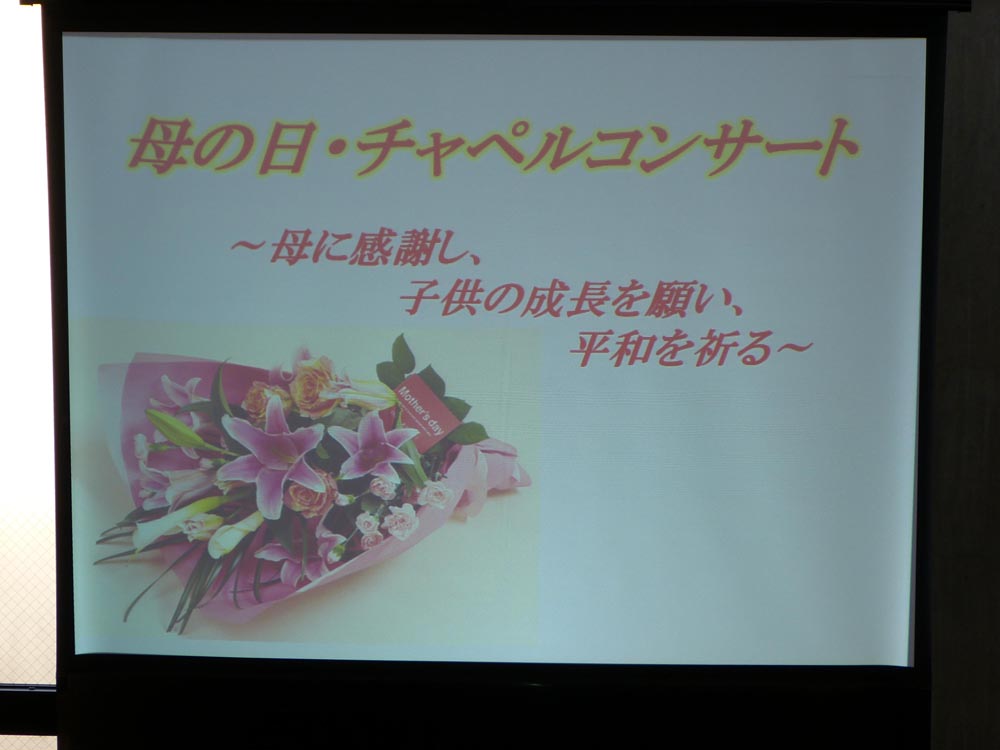 母の日・チャペルコンサート
～母に感謝し、
子供の成長を願い、
平和を祈る～
Mother's day